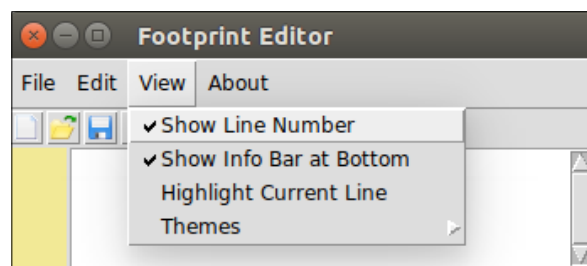 Footprint Editor
File Edit View About
✓Show Line Number
✓Show Info Bar at Bottom
Highlight Current Line
Themes